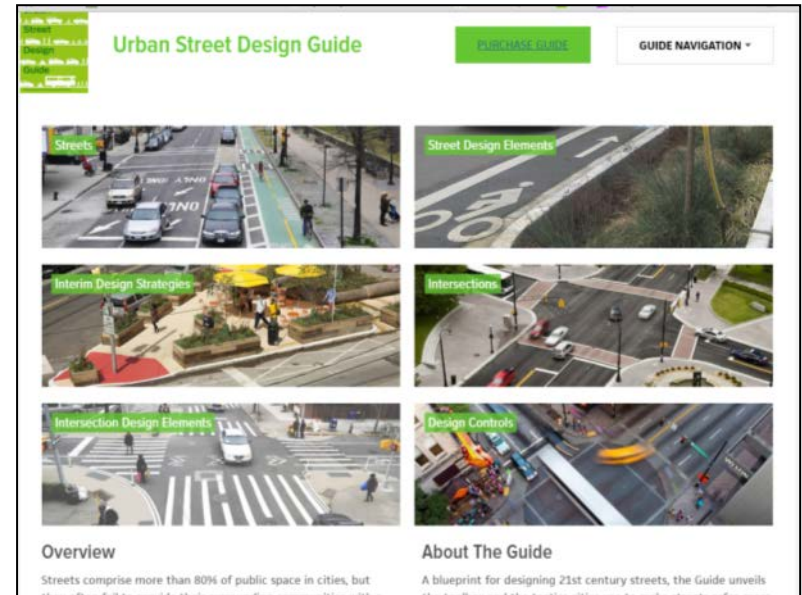 Street
Design
Guide
Urban Street Design Guide
PURCHASE GUIDE
GUIDE NAVIGATION
Streets
Street Design Elements
ONLY
ONLY
Interim Design Strategies
Intersections
Intersection Design Elements
Design Controls
Overview
Streets comprise more than 80% of public space in cities, but
About The Guide
A blueprint for designing 21st century streets, the Guide unveils